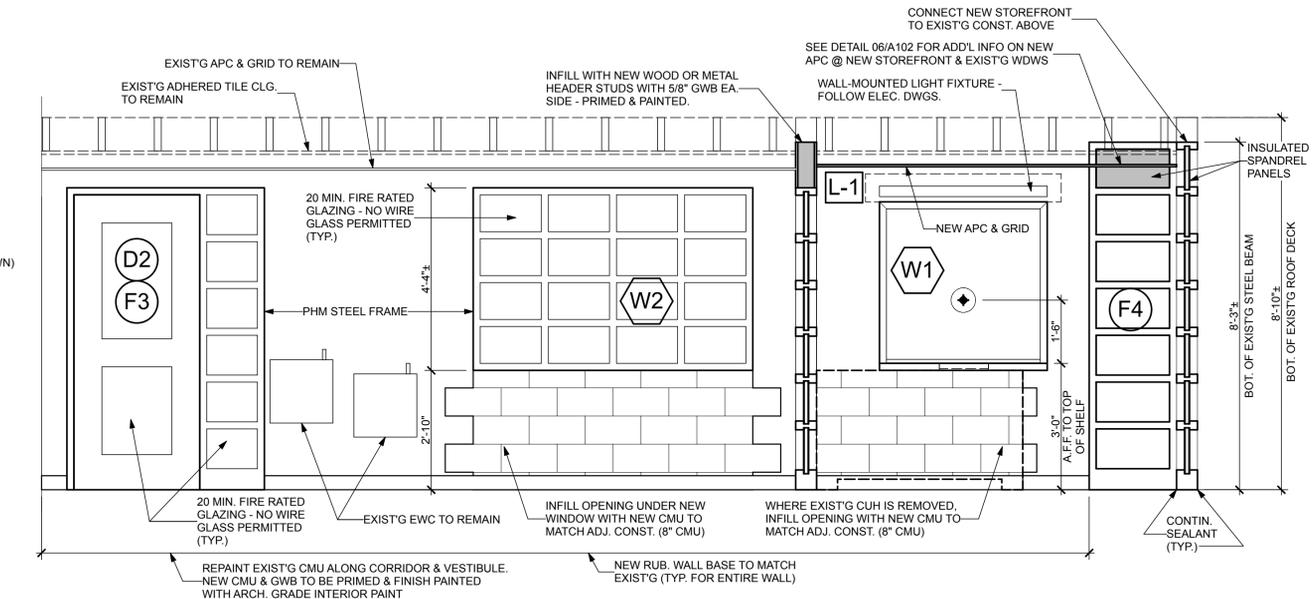 CONNECT NEW STOREFRONT
TO EXIST'G CONST. ABOVE
SEE DETAIL 06/A102 FOR ADD'L INFO ON NEW
APC @ NEW STOREFRONT & EXIST'G WDWS
WALL-MOUNTED LIGHT FIXTURE -
FOLLOW ELEC. DWGS.
EXIST'G APC & GRID TO REMAIN
EXIST'G ADHERED TILE CLG.
TO REMAIN
INFILL WITH NEW WOOD OR METAL
HEADER STUDS WITH 5/8" GWB EA.
SIDE - PRIMED & PAINTED.
INSULATED
SPANDREL
PANELS
L-1
20 MIN. FIRE RATED
GLAZING - NO WIRE
GLASS PERMITTED
(TYP.)
NEW APC & GRID
D2
F3
W2
W1
F4
PHM STEEL FRAME
4'-4"±
2'-10"
1'-6"
3'-0"
A.F.F. TO TOP
OF SHELF
8'-3"±
BOT. OF EXIST'G STEEL BEAM
8'-10"±
BOT. OF EXIST'G ROOF DECK
20 MIN. FIRE RATED
GLAZING - NO WIRE
GLASS PERMITTED
(TYP.)
EXIST'G EWC TO REMAIN
INFILL OPENING UNDER NEW
WINDOW WITH NEW CMU TO
MATCH ADJ. CONST. (8" CMU)
WHERE EXIST'G CUH IS REMOVED,
INFILL OPENING WITH NEW CMU TO
MATCH ADJ. CONST. (8" CMU)
CONTIN.
SEALANT
(TYP.)
REPAINT EXIST'G CMU ALONG CORRIDOR & VESTIBULE.
NEW CMU & GWB TO BE PRIMED & FINISH PAINTED
WITH ARCH. GRADE INTERIOR PAINT
NEW RUB. WALL BASE TO MATCH
EXIST'G (TYP. FOR ENTIRE WALL)